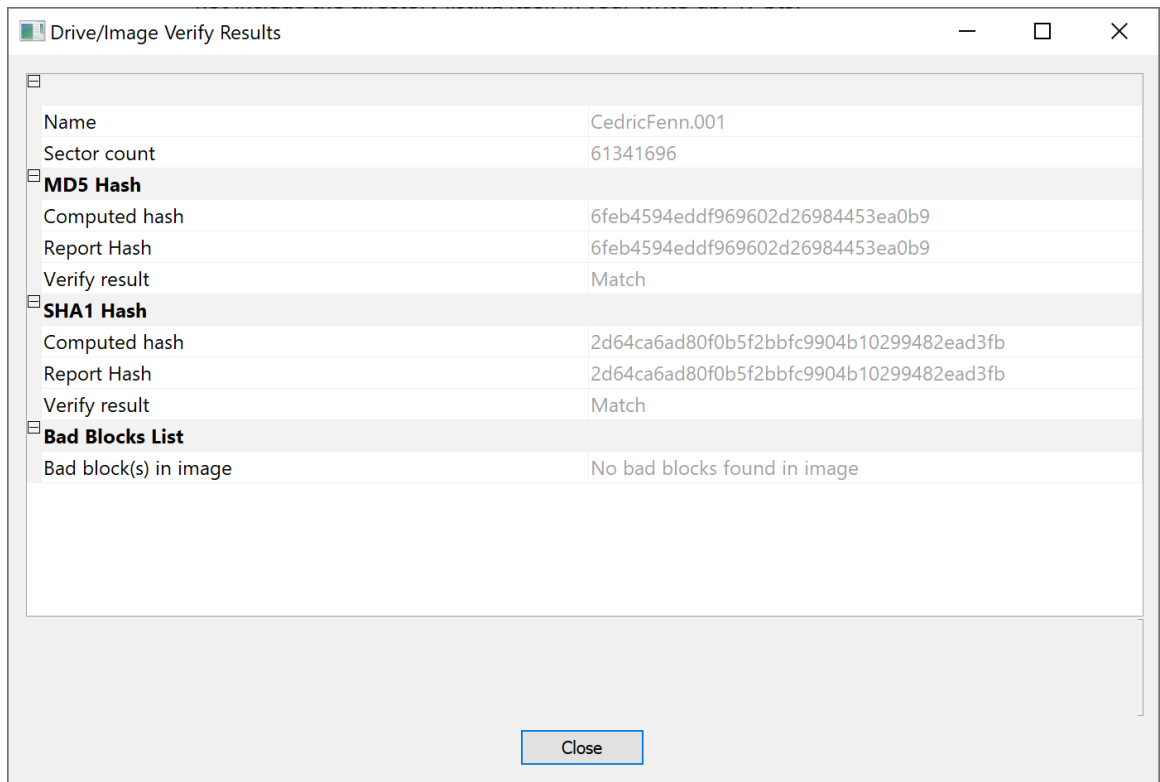 Drive/Image Verify Results
Name CedricFenn.001
Sector count 61341696
MD5 Hash
Computed hash 6feb4594eddf969602d26984453ea0b9
Report Hash 6feb4594eddf969602d26984453ea0b9
Verify result Match
SHA1 Hash
Computed hash 2d64ca6ad80f0b5f2bbfc9904b10299482ead3fb
Report Hash 2d64ca6ad80f0b5f2bbfc9904b10299482ead3fb
Verify result Match
Bad Blocks List
Bad block(s) in image No bad blocks found in image
Close